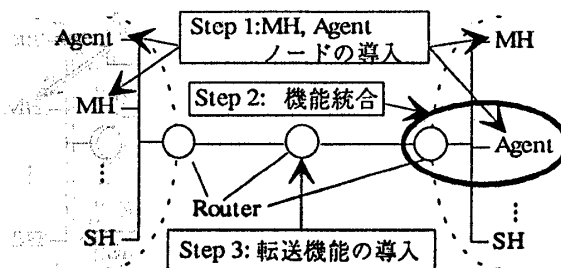 Agent
Step 1:MH, Agent
ノードの導入
MH
MH
Step 2: 機能統合
Agent
Router
SH
SH
Step 3: 転送機能の導入